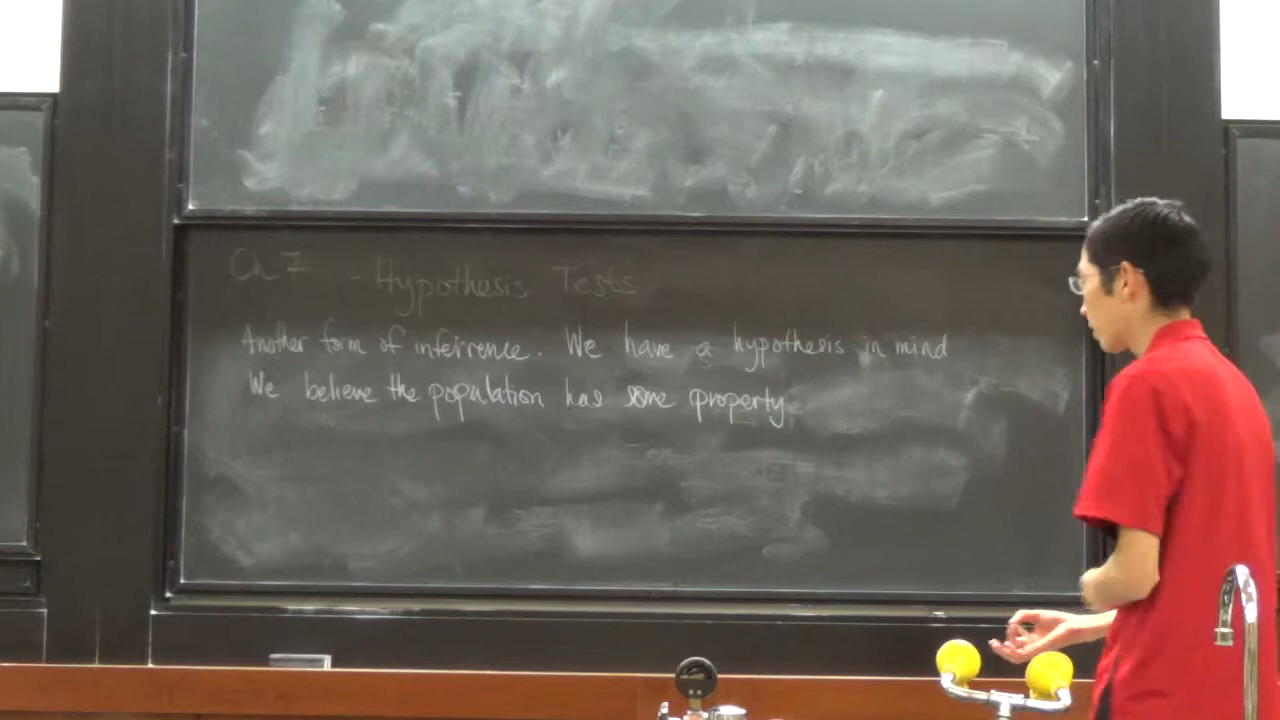 Ch 7 - Hypothesis Tests
Another form of inferrence. We have a hypothesis in mind
We believe the population has some property